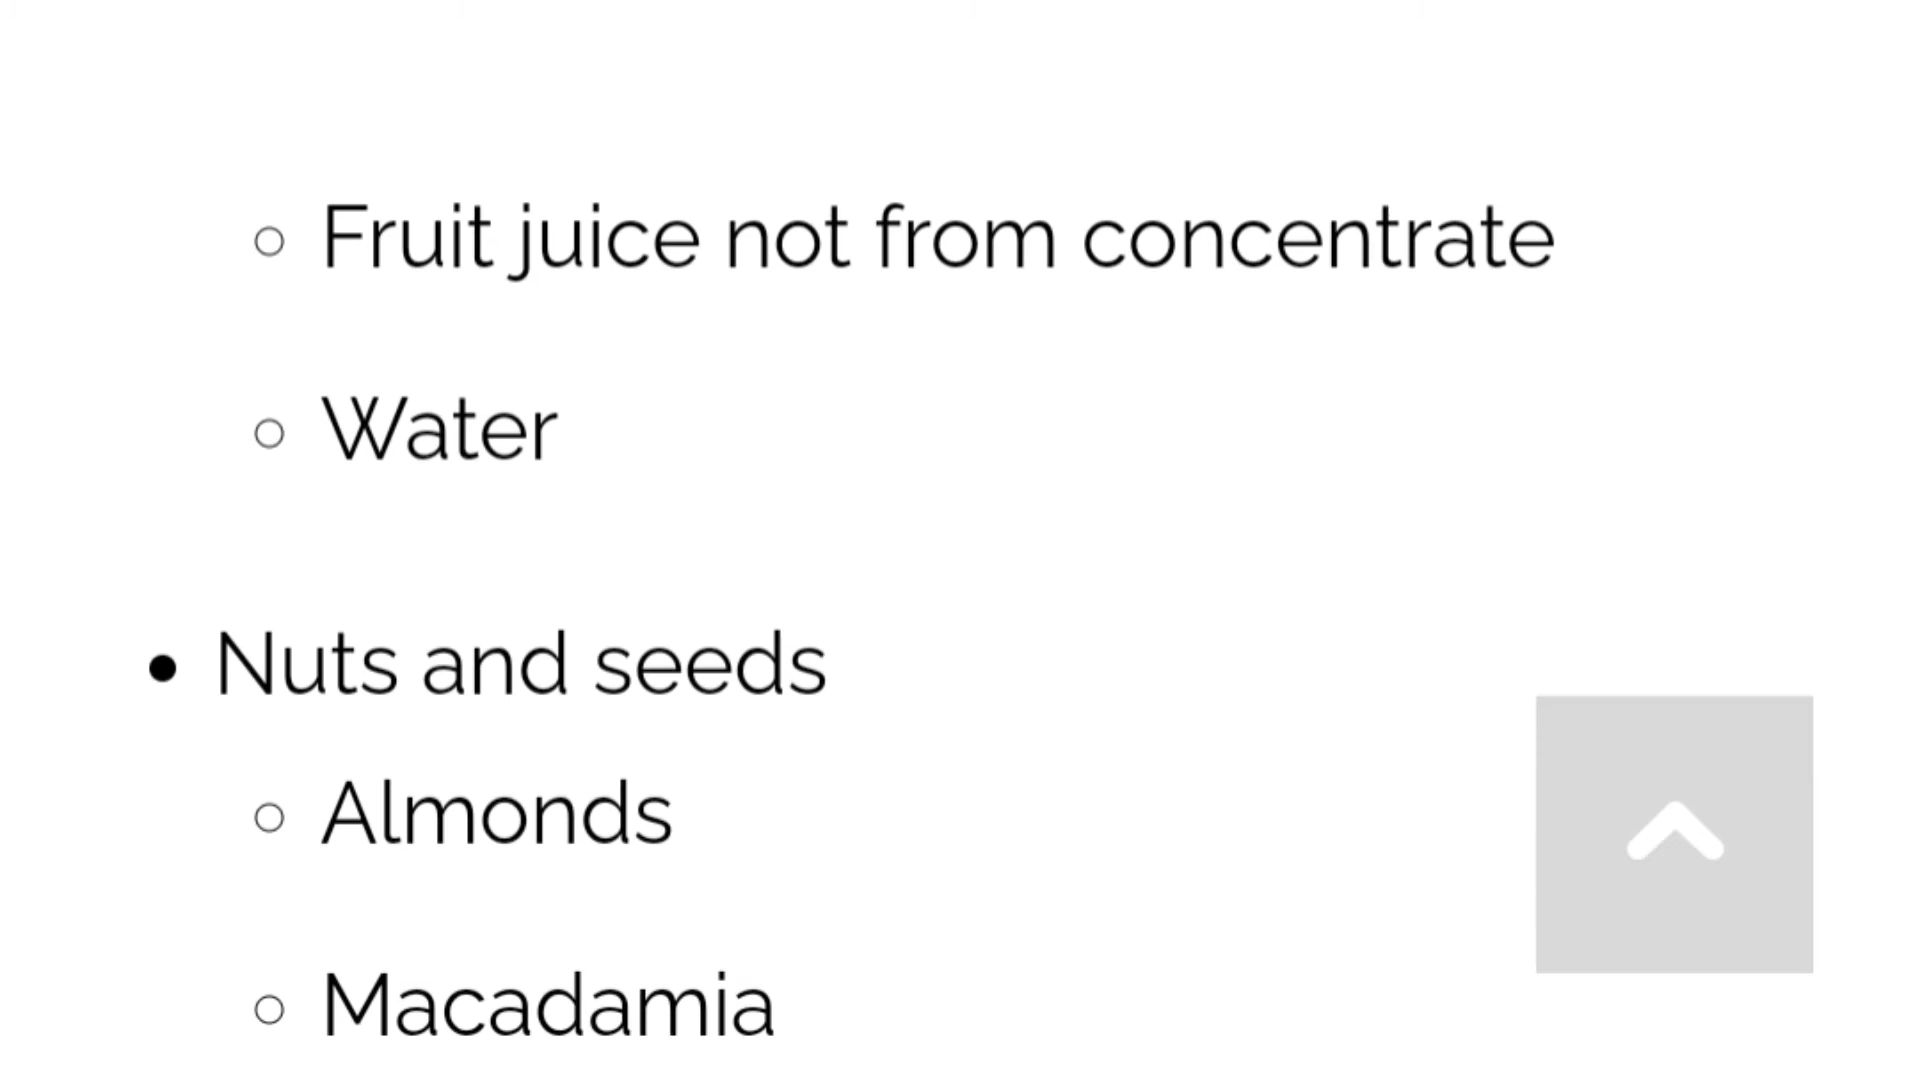 Fruit juice not from concentrate
Water
Nuts and seeds
Almonds
Macadamia